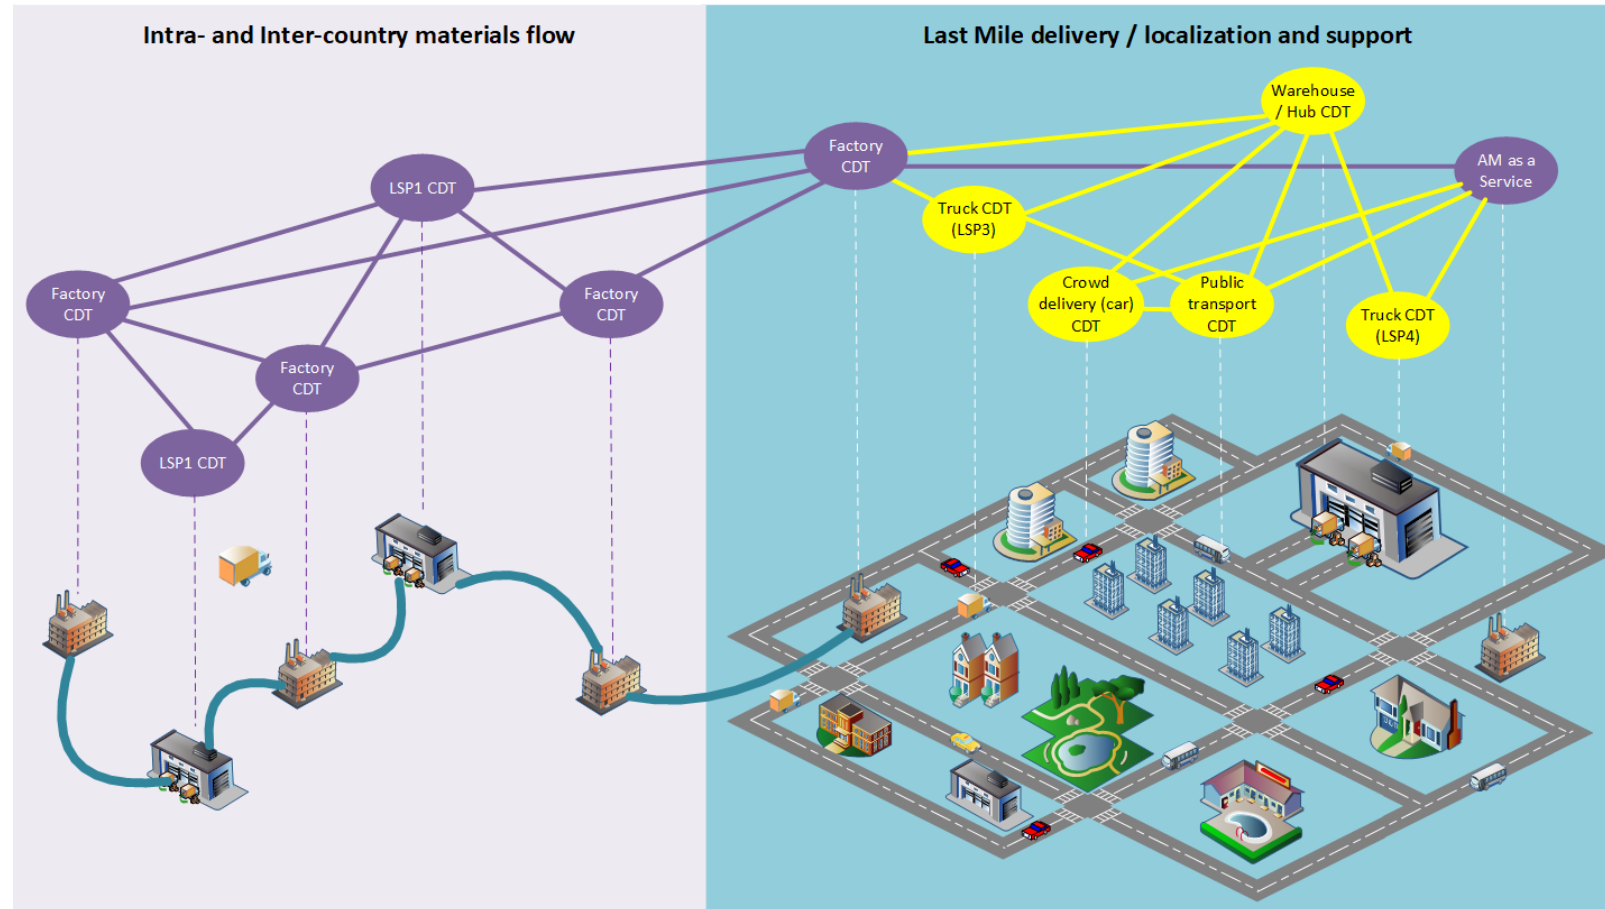 Intra- and Inter-country materials flow
Last Mile delivery / localization and support
Warehouse
/ Hub CDT
Factory
CDT
AM as a
Service
LSP1 CDT
Truck CDT
(LSP3)
Factory
CDT
Factory
CDT
Crowd
delivery (car)
CDT
Public
transport
CDT
Truck CDT
(LSP4)
Factory
CDT
LSP1 CDT